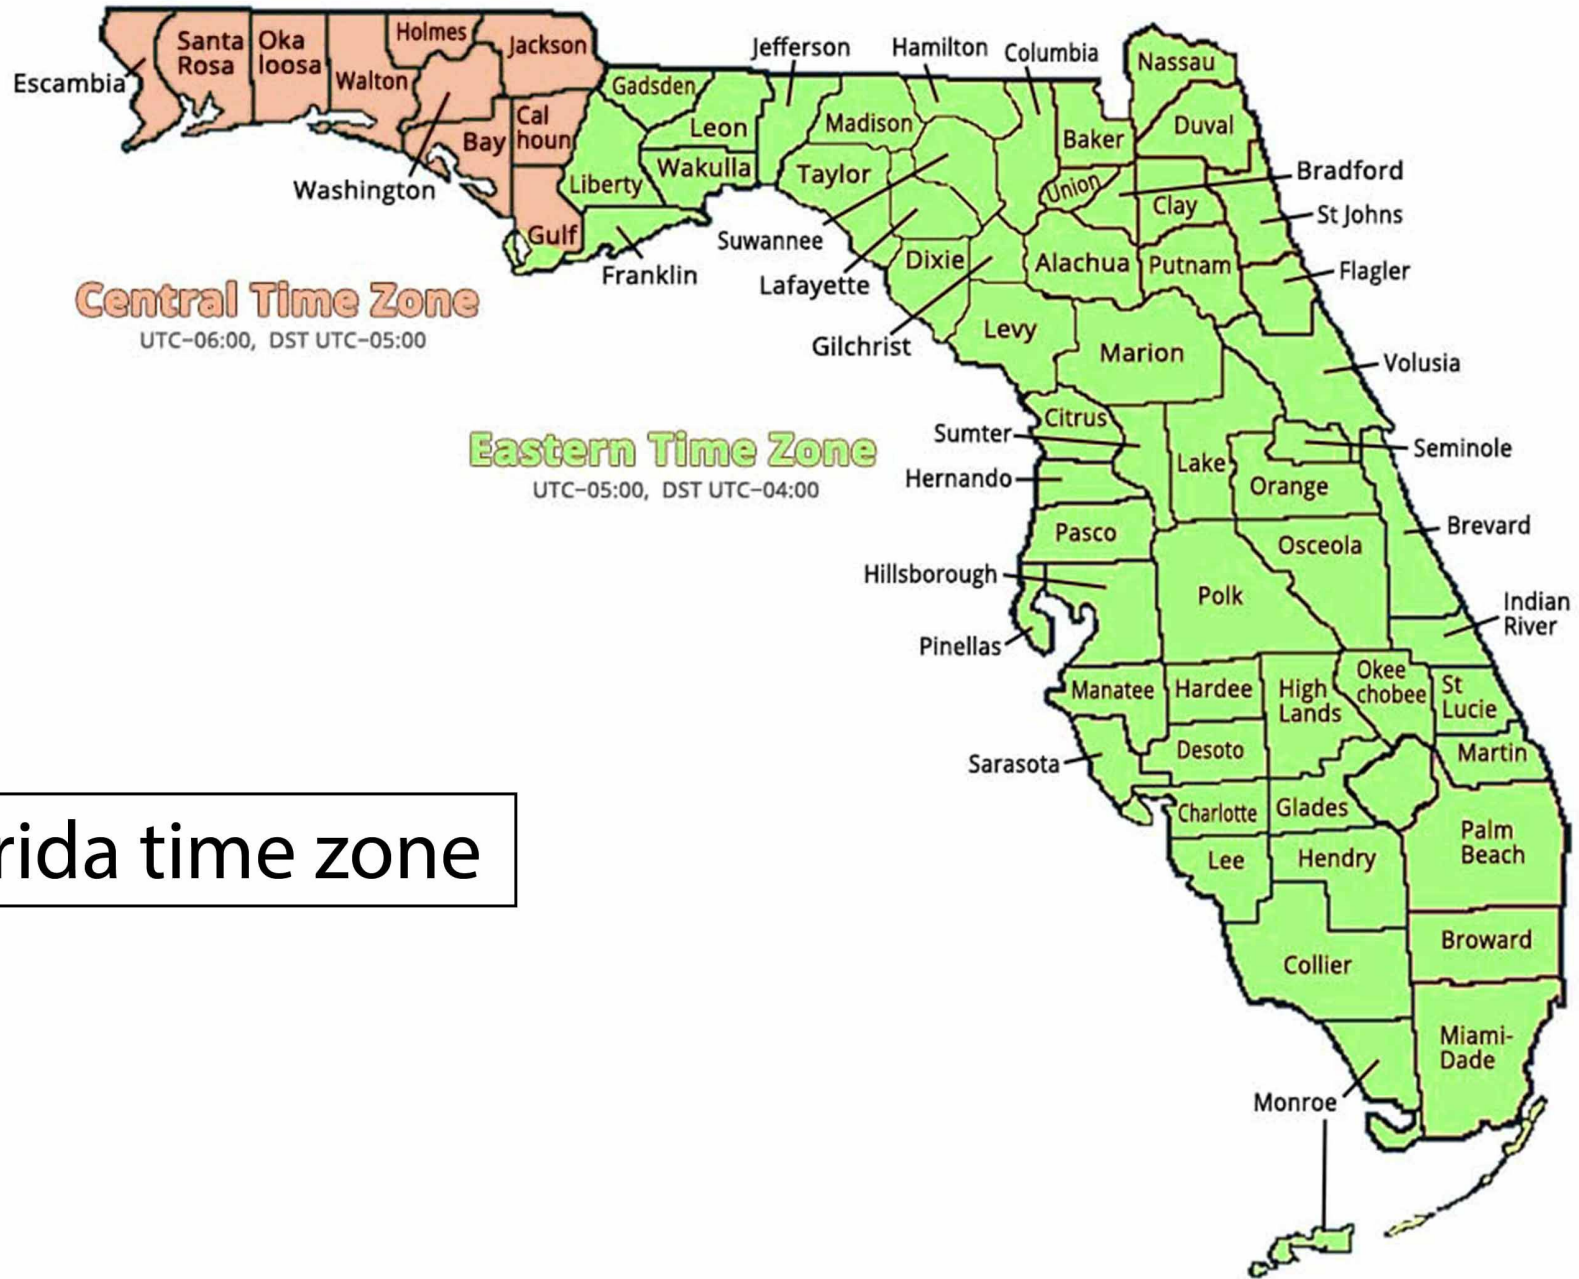 Holmes
Santa
Rosa
Oka
loosa
Jackson
Jefferson
Hamilton
Columbia
Nassau
Escambia
Walton
Gadsden
Cal
houn
Bay
Leon
Madison
Baker
Duval
Washington
Liberty
Wakulla
Taylor
Union
Bradford
Clay
St Johns
Gulf
Franklin
Suwannee
Lafayette
Dixie
Alachua
Putnam
Flagler
Central Time Zone
UTC-06:00, DST UTC-05:00
Gilchrist
Levy
Marion
Volusia
Eastern Time Zone
UTC-05:00, DST UTC-04:00
Citrus
Sumter
Seminole
Lake
Hernando
Orange
Pasco
Osceola
Brevard
Hillsborough
Polk
Indian
River
Pinellas
Manatee
Hardee
High
Lands
Okee
chobee
St
Lucie
Sarasota
Desoto
Martin
Charlotte
Glades
rida time zone
Palm
Beach
Lee
Hendry
Broward
Collier
Miami-
Dade
Monroe